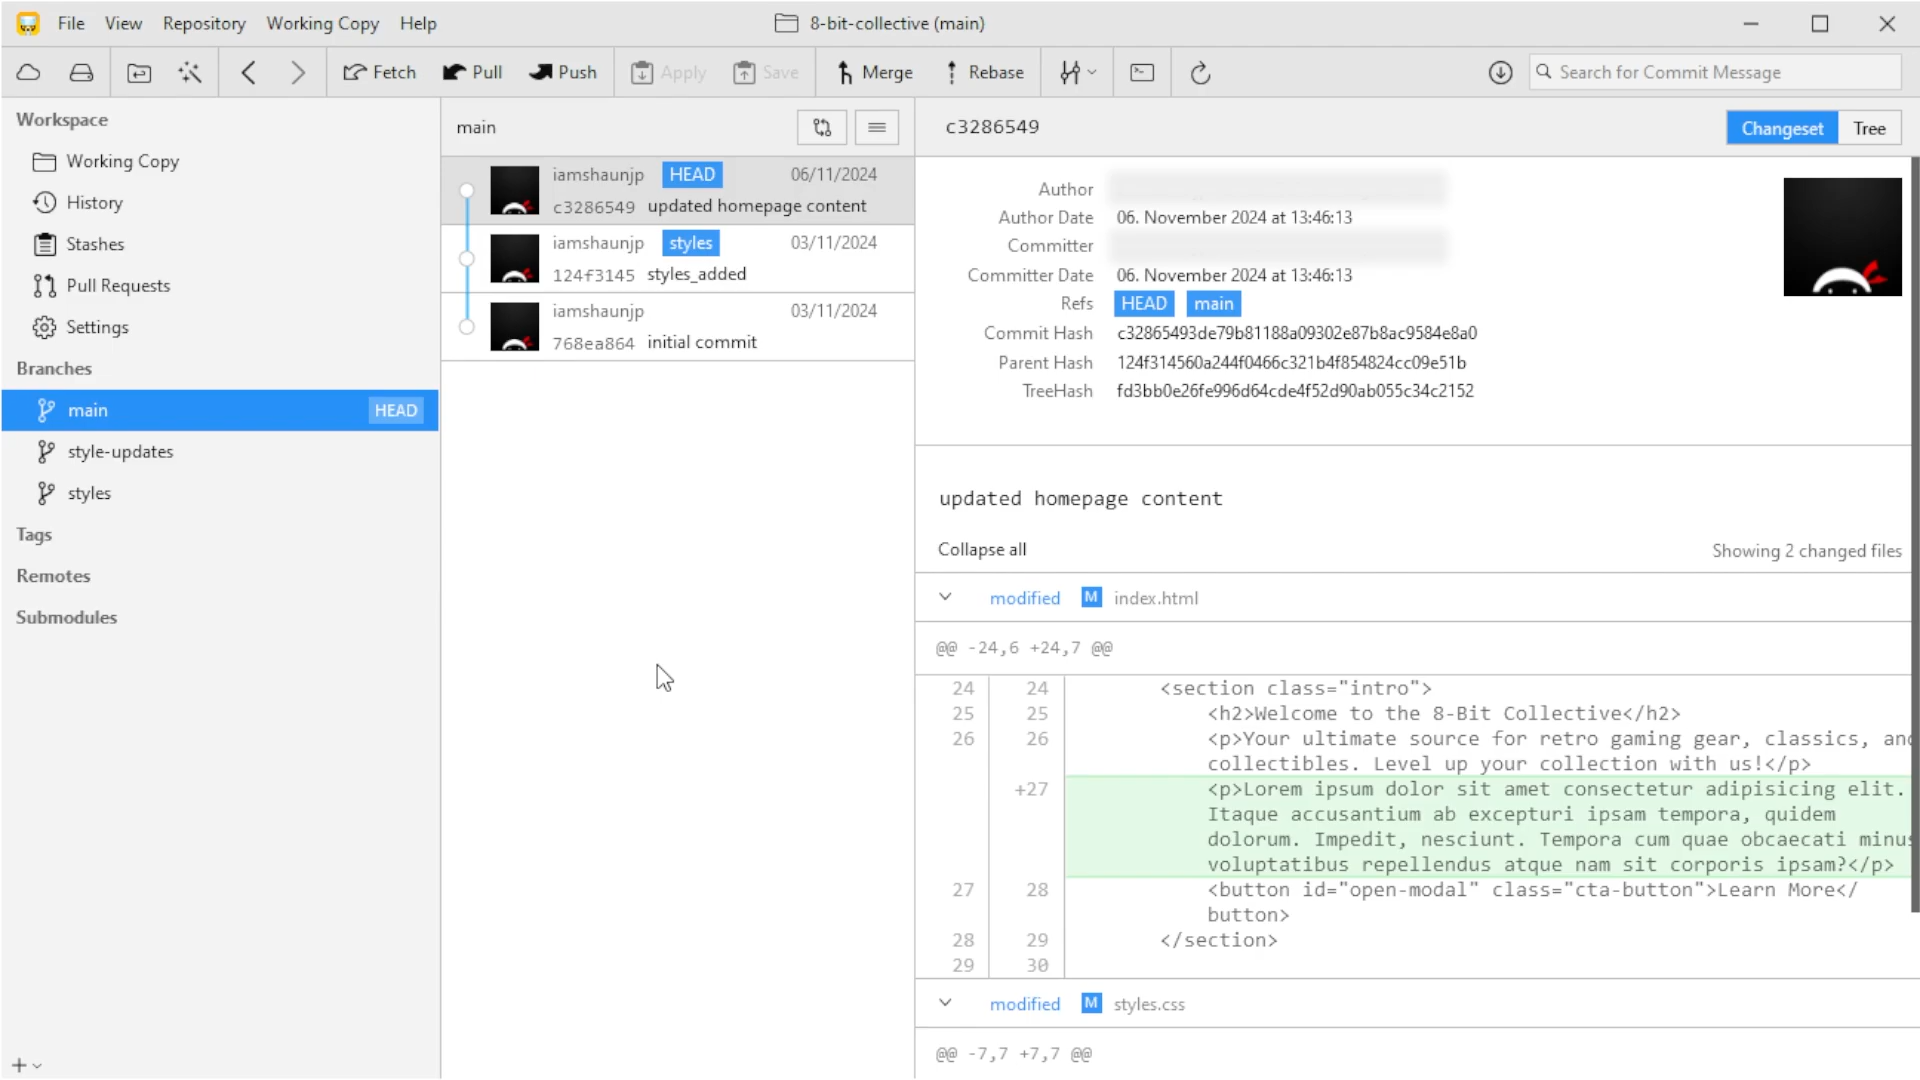 File View Repository Working Copy Help
8-bit-collective (main)
Fetch Pull Push Apply Save Merge Rebase
Search for Commit Message
Workspace
Working Copy
History
Stashes
Pull Requests
Settings
Branches
main HEAD
style-updates
styles
Tags
Remotes
Submodules
main
iamshaunjp HEAD 06/11/2024
c3286549 updated homepage content
iamshaunjp styles 03/11/2024
124f3145 styles_added
iamshaunjp 03/11/2024
768ea864 initial commit
c3286549
Changeset Tree
Author
Author Date 06. November 2024 at 13:46:13
Committer
Committer Date 06. November 2024 at 13:46:13
Refs HEAD main
Commit Hash c32865493de79b81188a09302e87b8ac9584e8a0
Parent Hash 124f314560a244f0466c321b4f854824cc09e51b
TreeHash fd3bb0e26fe996d64cde4f52d90ab055c34c2152
updated homepage content
Collapse all Showing 2 changed files
modified M index.html
@@ -24,6 +24,7 @@
24 24 <section class="intro">
25 25 <h2>Welcome to the 8-Bit Collective</h2>
26 26 <p>Your ultimate source for retro gaming gear, classics, and
collectibles. Level up your collection with us!</p>
+27 <p>Lorem ipsum dolor sit amet consectetur adipisicing elit.
Itaque accusantium ab excepturi ipsam tempora, quidem
dolorum. Impedit, nesciunt. Tempora cum quae obcaecati minus
voluptatibus repellendus atque nam sit corporis ipsam?</p>
27 28 <button id="open-modal" class="cta-button">Learn More</
button>
28 29 </section>
29 30
modified M styles.css
@@ -7,7 +7,7 @@